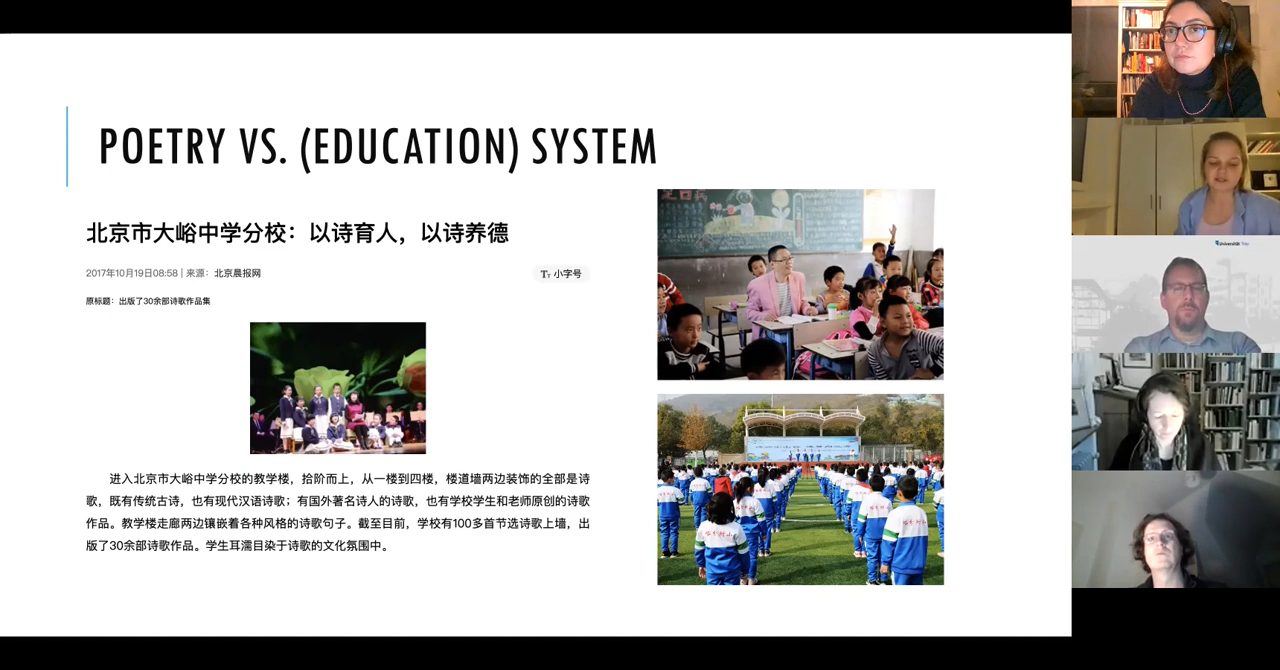 POETRY VS. (EDUCATION) SYSTEM
北京市大峪中学分校：以诗育人，以诗养德
2017年10月19日08:58 | 来源：北京晨报网
TT 小字号
原标题：出版了30余部诗歌作品集
进入北京市大峪中学分校的教学楼，拾阶而上，从一楼到四楼，楼道墙两边装饰的全部是诗
歌，既有传统古诗，也有现代汉语诗歌；有国外著名诗人的诗歌，也有学校学生和老师原创的诗歌
作品。教学楼走廊两边镶嵌着各种风格的诗歌句子。截至目前，学校有100多首节选诗歌上墙，出
版了30余部诗歌作品。学生耳濡目染于诗歌的文化氛围中。
Universität Trier